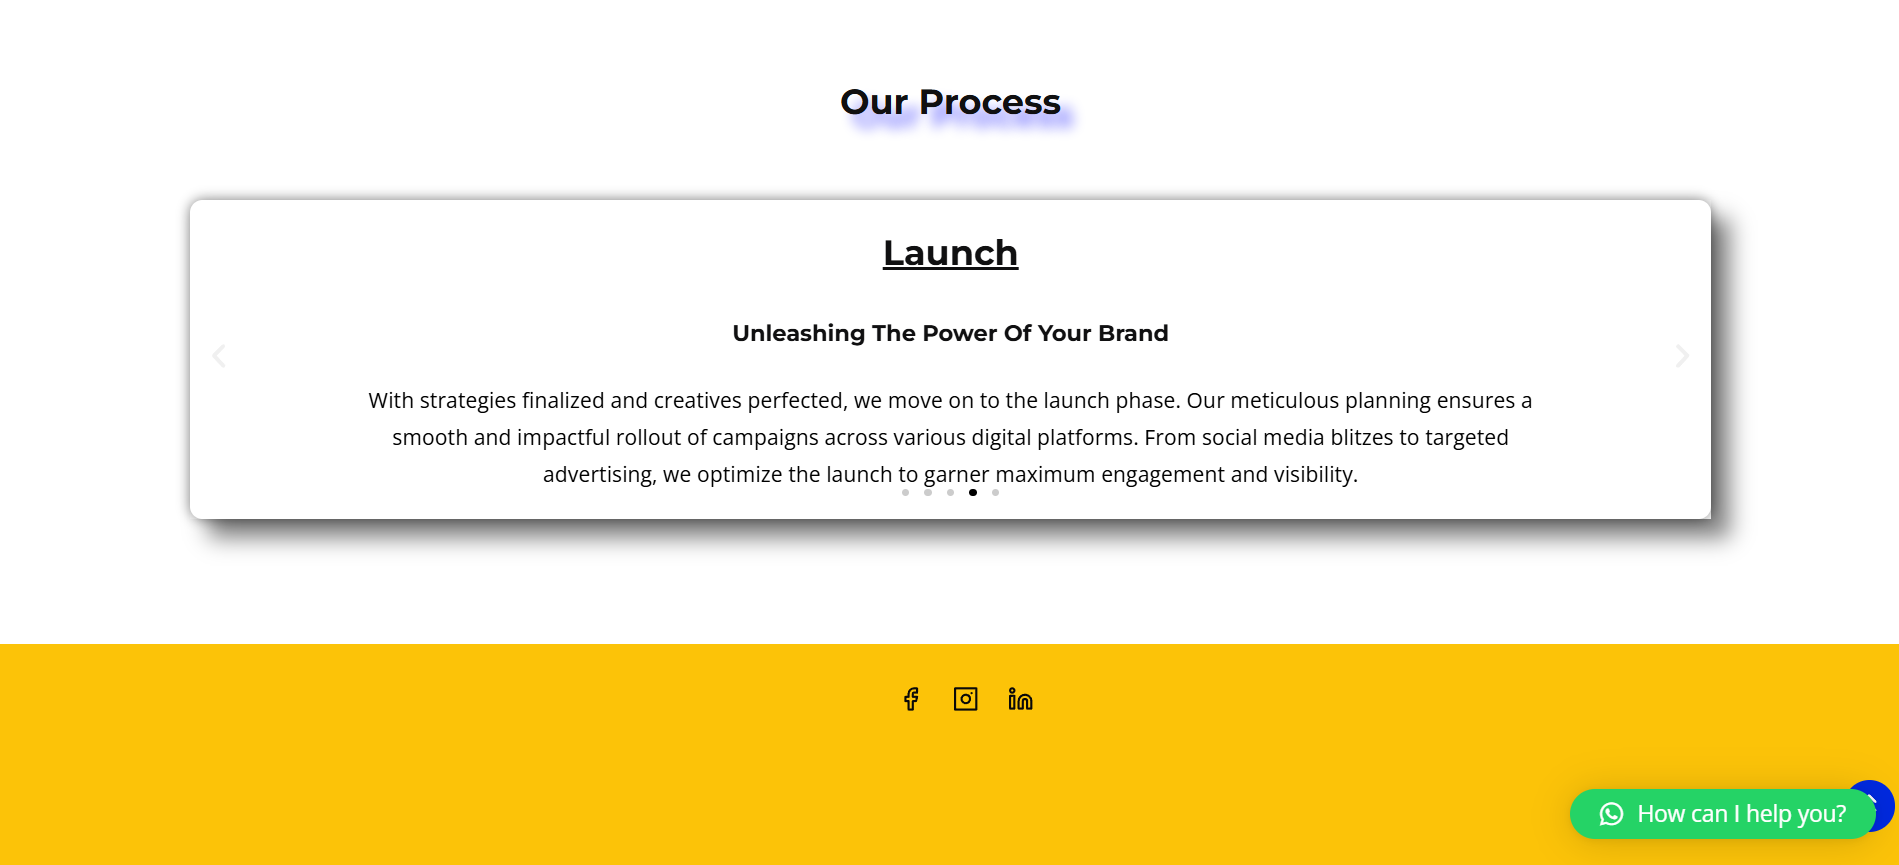 Our Process
Launch
Unleashing The Power Of Your Brand
With strategies finalized and creatives perfected, we move on to the launch phase. Our meticulous planning ensures a
smooth and impactful rollout of campaigns across various digital platforms. From social media blitzes to targeted
advertising, we optimize the launch to garner maximum engagement and visibility.
How can I help you?